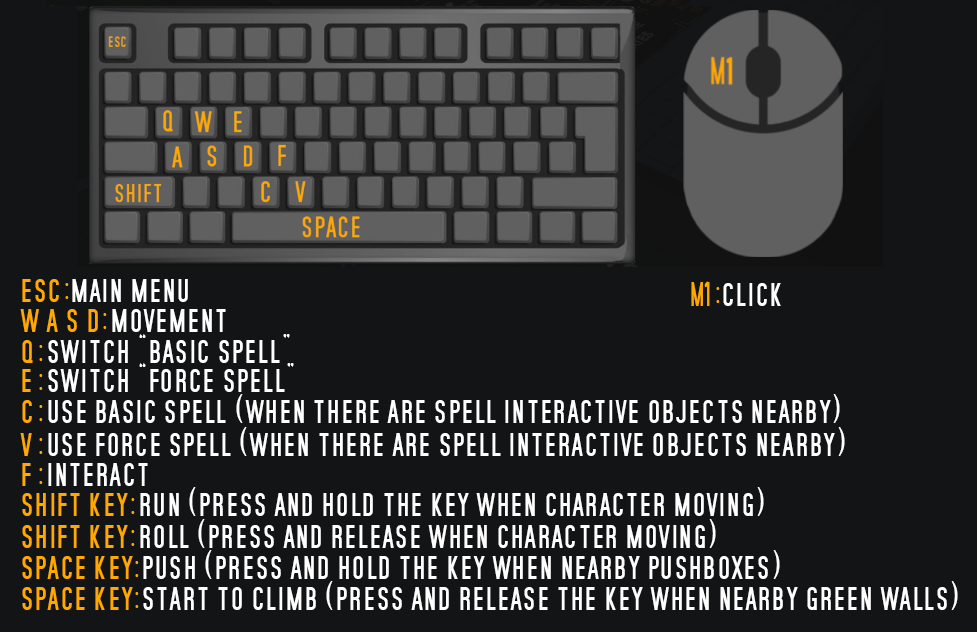 ESC
M1
Q W E
A S D F
SHIFT C V
SPACE
ESC:MAIN MENU
M1:CLICK
W A S D:MOVEMENT
Q:SWITCH "BASIC SPELL"
E:SWITCH "FORCE SPELL"
C:USE BASIC SPELL (WHEN THERE ARE SPELL INTERACTIVE OBJECTS NEARBY)
V:USE FORCE SPELL (WHEN THERE ARE SPELL INTERACTIVE OBJECTS NEARBY)
F:INTERACT
SHIFT KEY:RUN (PRESS AND HOLD THE KEY WHEN CHARACTER MOVING)
SHIFT KEY:ROLL (PRESS AND RELEASE WHEN CHARACTER MOVING)
SPACE KEY:PUSH (PRESS AND HOLD THE KEY WHEN NEARBY PUSHBOXES)
SPACE KEY:START TO CLIMB (PRESS AND RELEASE THE KEY WHEN NEARBY GREEN WALLS)